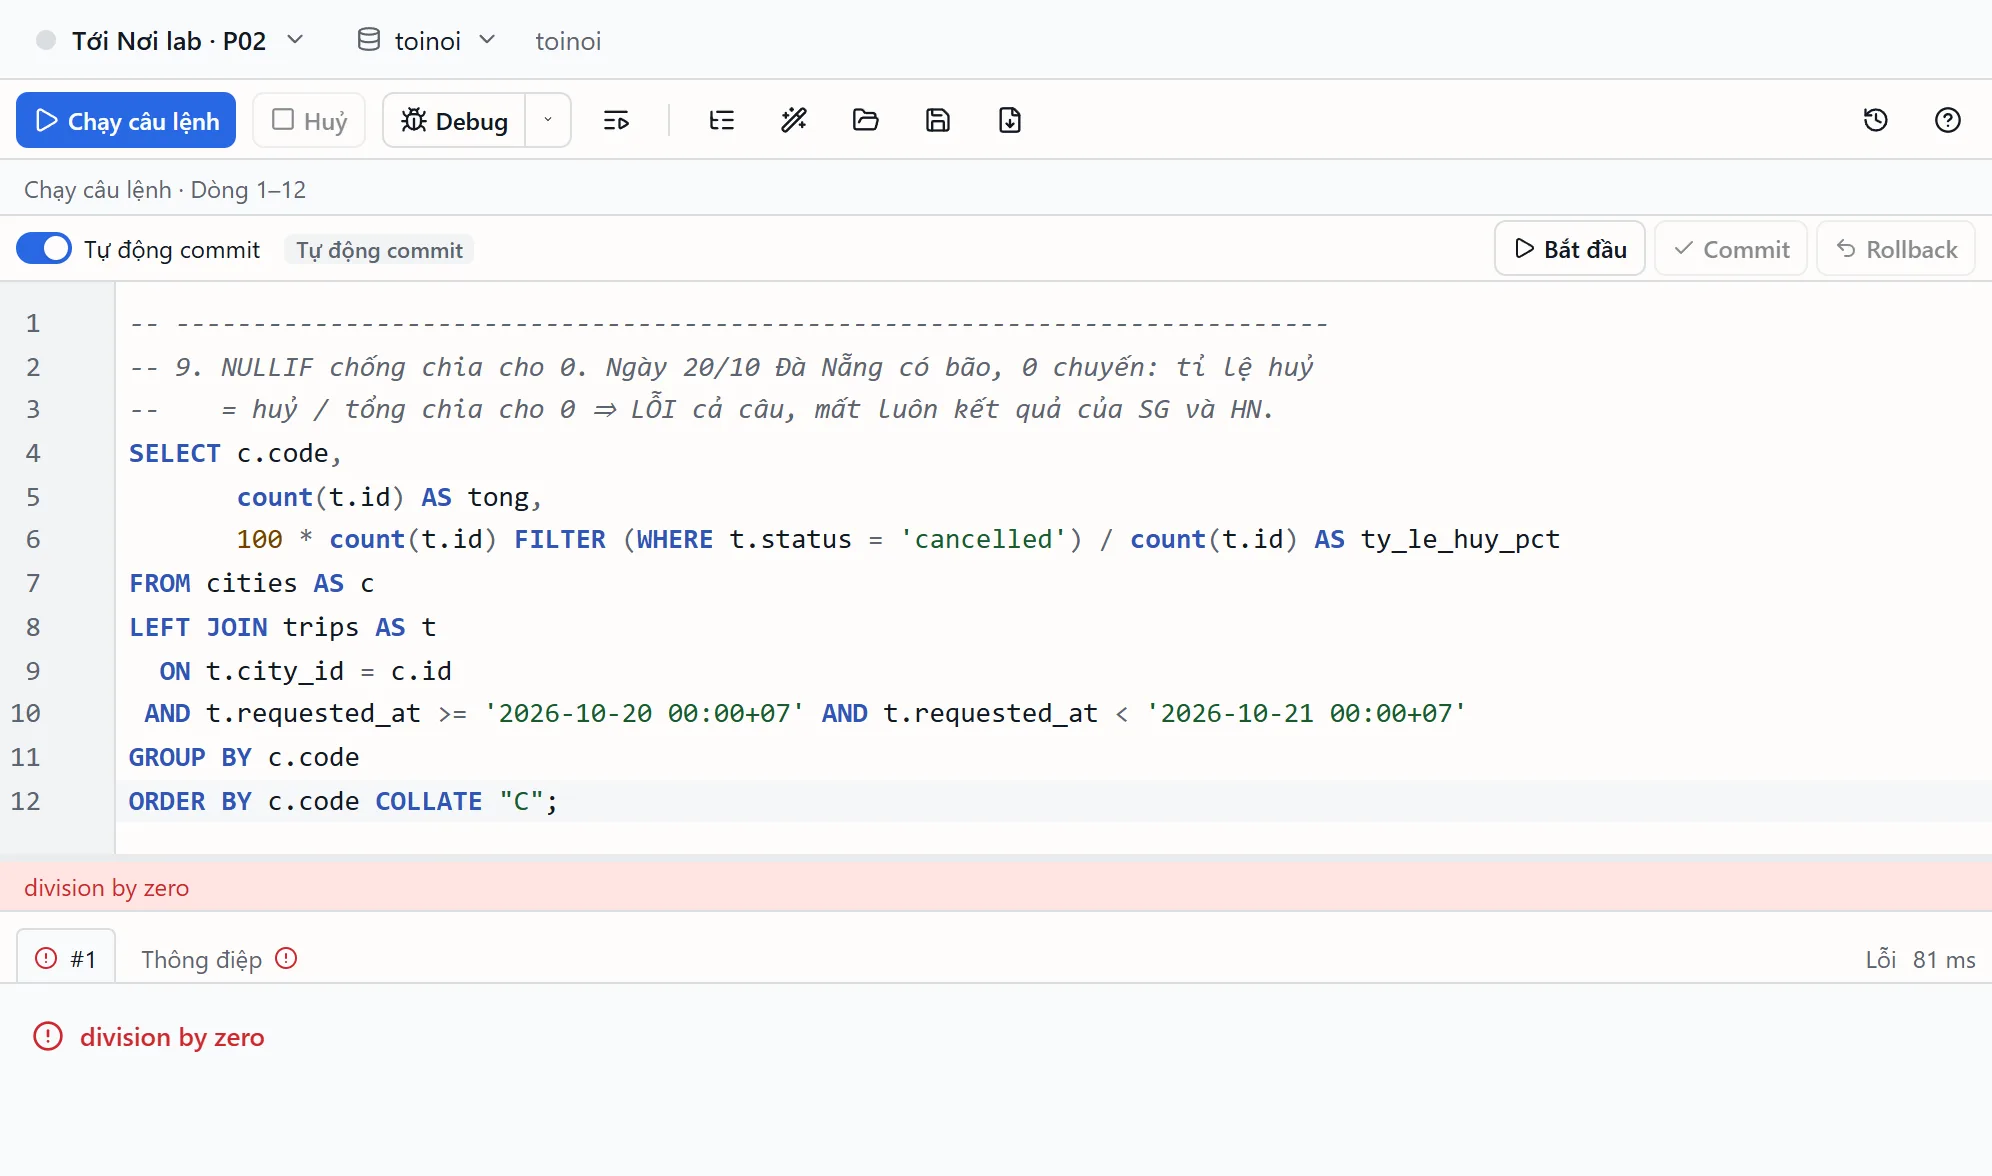 Tới Nơi lab · P02 toinoi toinoi
Chạy câu lệnh Huỷ Debug
Chạy câu lệnh · Dòng 1–12
Tự động commit Tự động commit Bắt đầu Commit Rollback
1 -- ---------------------------------------------------------------------------
2 -- 9. NULLIF chống chia cho 0. Ngày 20/10 Đà Nẵng có bão, 0 chuyến: tỉ lệ huỷ
3 --    = huỷ / tổng chia cho 0 ⇒ LỖI cả câu, mất luôn kết quả của SG và HN.
4 SELECT c.code,
5        count(t.id) AS tong,
6        100 * count(t.id) FILTER (WHERE t.status = 'cancelled') / count(t.id) AS ty_le_huy_pct
7 FROM cities AS c
8 LEFT JOIN trips AS t
9   ON t.city_id = c.id
10  AND t.requested_at >= '2026-10-20 00:00+07' AND t.requested_at < '2026-10-21 00:00+07'
11 GROUP BY c.code
12 ORDER BY c.code COLLATE "C";
division by zero
#1 Thông điệp Lỗi 81 ms
division by zero